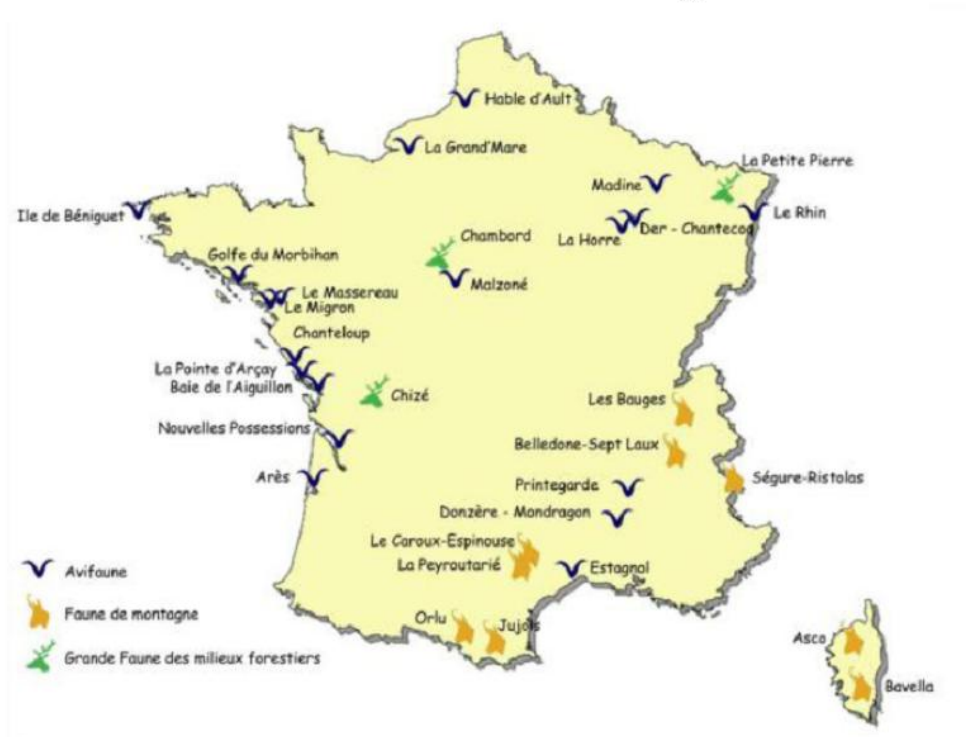 Hable d'Ault
La Grand'Mare
La Petite Pierre
Madine
Ile de Béniguet
Le Rhin
Der - Chantecoq
La Horre
Chambord
Golfe du Morbihan
Malzoné
Le Massereau
Le Migron
Chanteloup
La Pointe d'Arçay
Baie de l'Aiguillon
Chizé
Les Bauges
Nouvelles Possessions
Belledone-Sept Laux
Arès
Ségure-Ristolas
Printegarde
Donzère - Mondragon
Le Caroux-Espinouse
La Peyroutarié
Estagnol
Avifaune
Faune de montagne
Orlu
Jujols
Grande Faune des milieux forestiers
Asco
Bavella